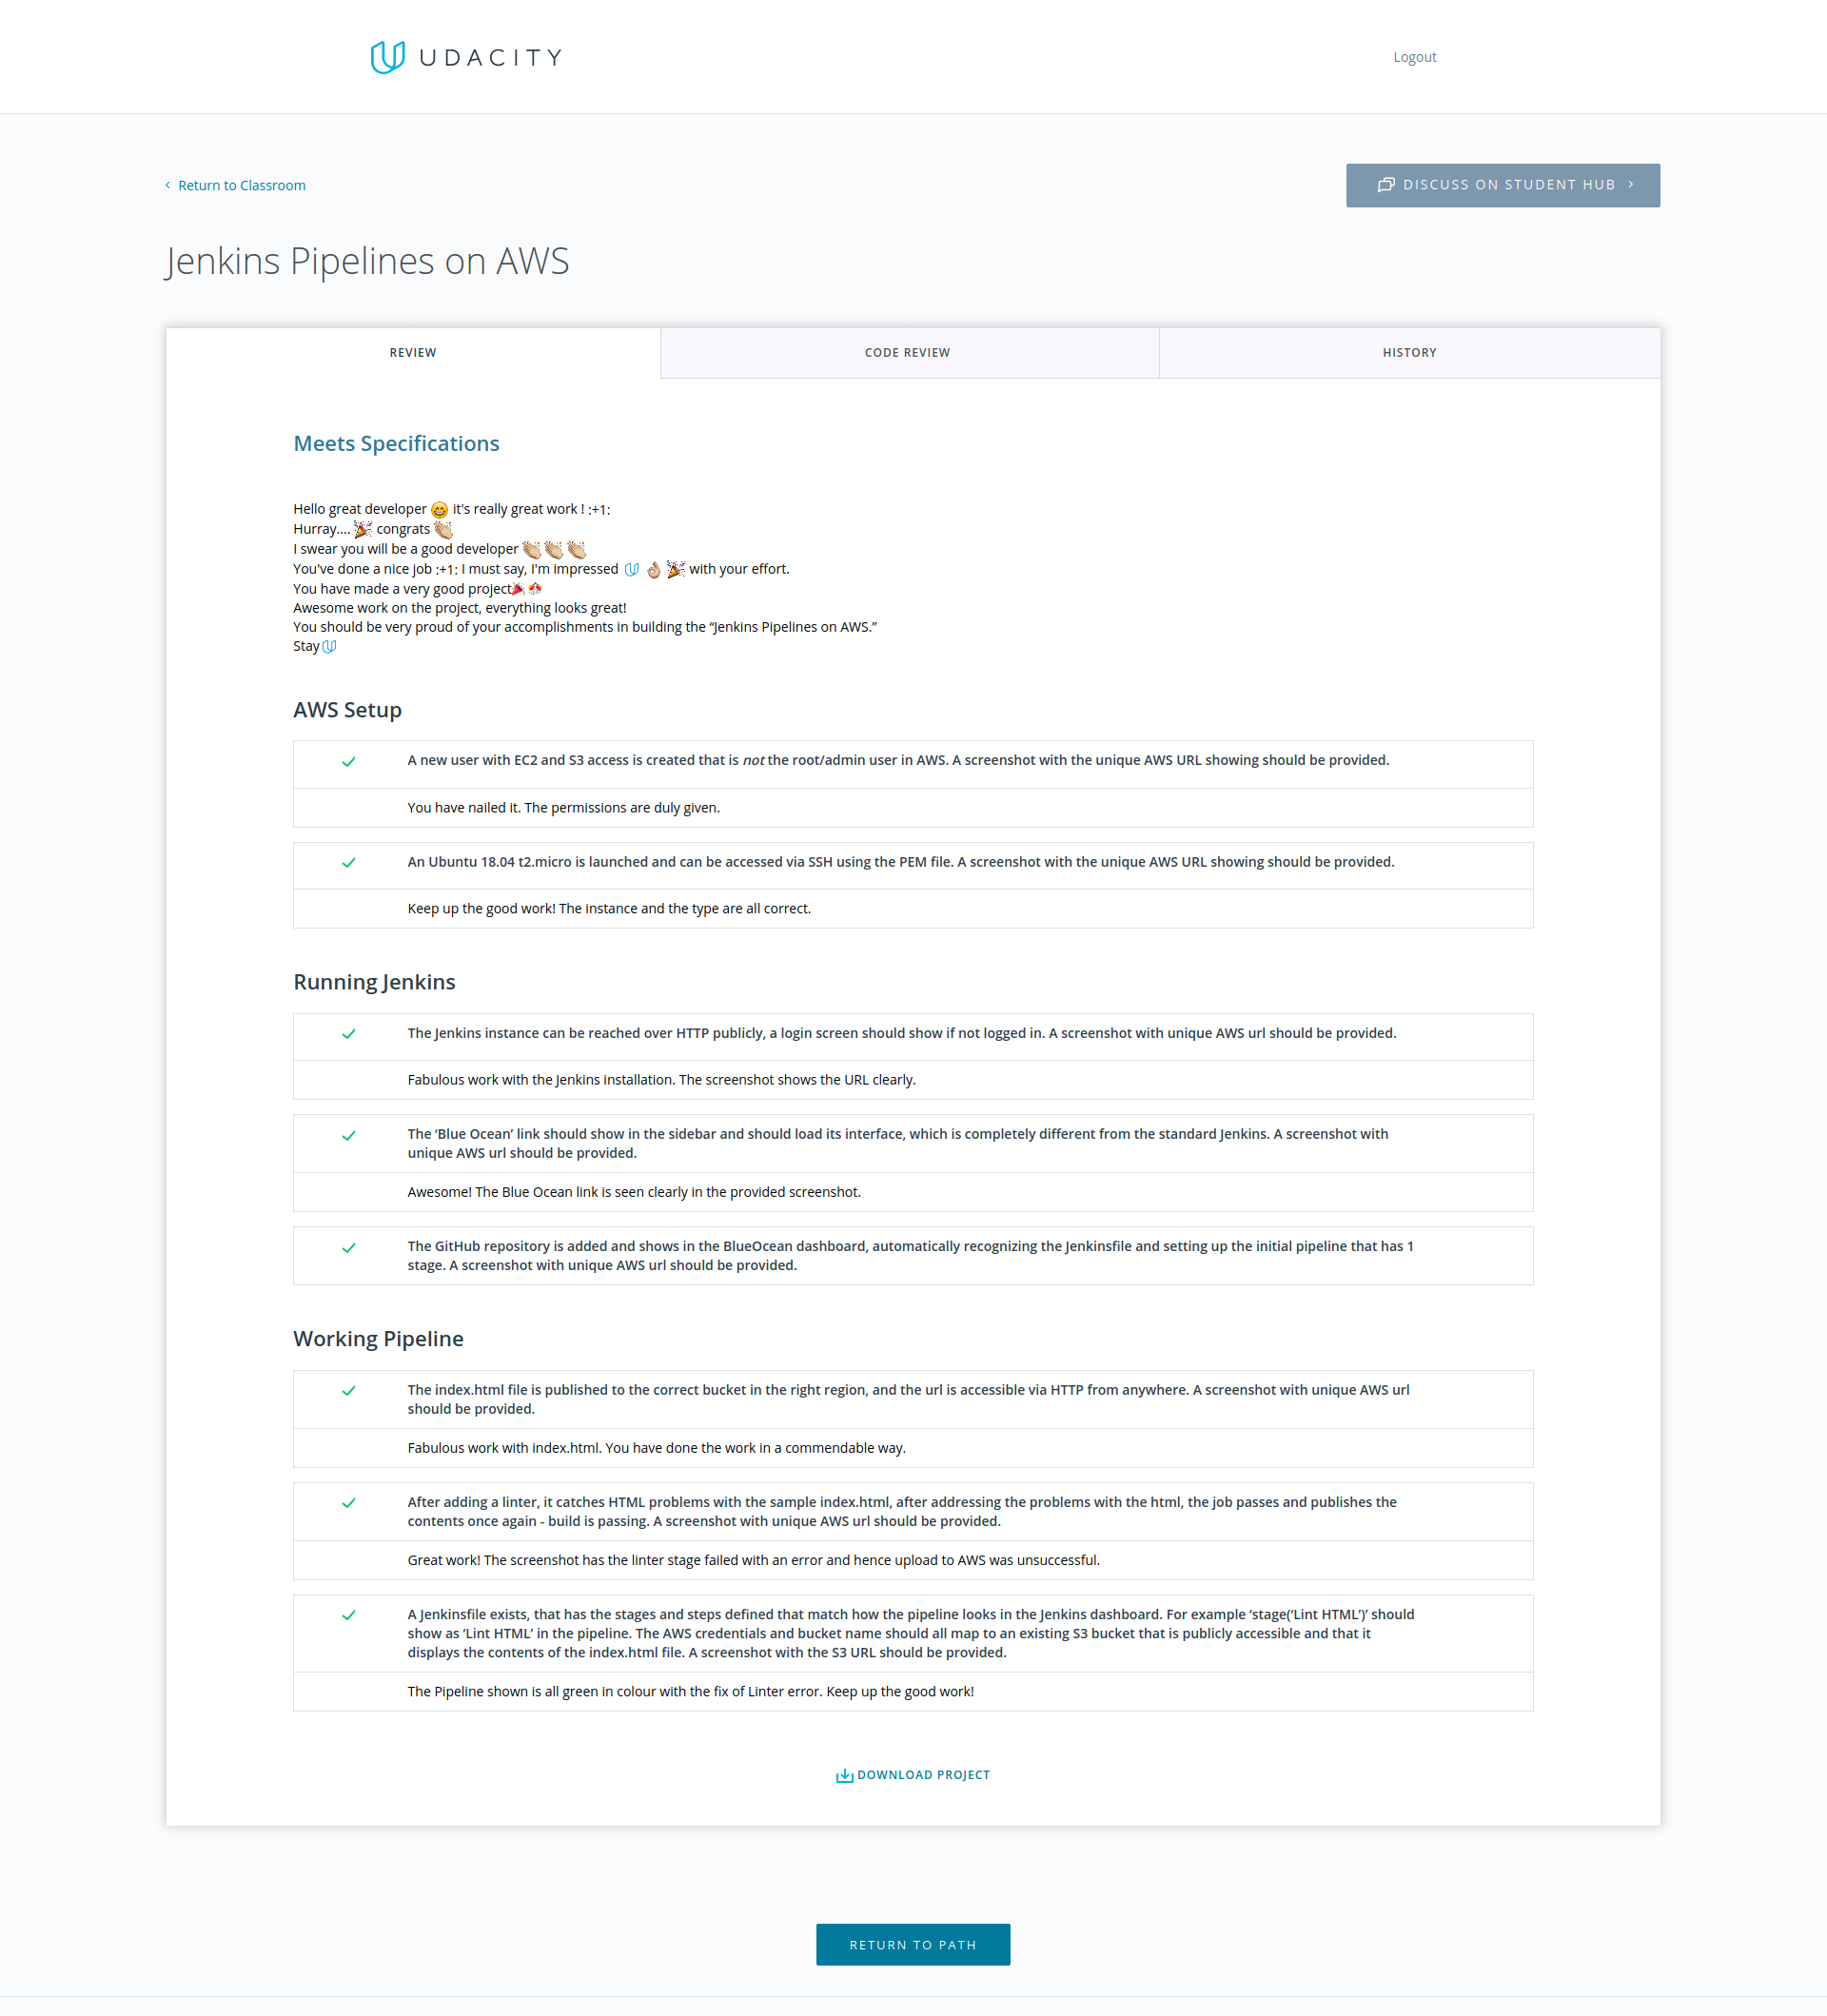 UDACITY
Logout
Return to Classroom
DISCUSS ON STUDENT HUB
Jenkins Pipelines on AWS
REVIEW
CODE REVIEW
HISTORY
Meets Specifications
Hello great developer 😄 it's really great work ! :+1:
Hurray.... 🎉 congrats 👏🏼
I swear you will be a good developer 👏🏼👏🏼👏🏼
You've done a nice job :+1: I must say, I'm impressed 👌🏼 🎉 with your effort.
You have made a very good project🎉🎊
Awesome work on the project, everything looks great!
You should be very proud of your accomplishments in building the “Jenkins Pipelines on AWS.”
Stay
AWS Setup
A new user with EC2 and S3 access is created that is not the root/admin user in AWS. A screenshot with the unique AWS URL showing should be provided.
You have nailed it. The permissions are duly given.
An Ubuntu 18.04 t2.micro is launched and can be accessed via SSH using the PEM file. A screenshot with the unique AWS URL showing should be provided.
Keep up the good work! The instance and the type are all correct.
Running Jenkins
The Jenkins instance can be reached over HTTP publicly, a login screen should show if not logged in. A screenshot with unique AWS url should be provided.
Fabulous work with the Jenkins installation. The screenshot shows the URL clearly.
The ‘Blue Ocean’ link should show in the sidebar and should load its interface, which is completely different from the standard Jenkins. A screenshot with
unique AWS url should be provided.
Awesome! The Blue Ocean link is seen clearly in the provided screenshot.
The GitHub repository is added and shows in the BlueOcean dashboard, automatically recognizing the Jenkinsfile and setting up the initial pipeline that has 1
stage. A screenshot with unique AWS url should be provided.
Working Pipeline
The index.html file is published to the correct bucket in the right region, and the url is accessible via HTTP from anywhere. A screenshot with unique AWS url
should be provided.
Fabulous work with index.html. You have done the work in a commendable way.
After adding a linter, it catches HTML problems with the sample index.html, after addressing the problems with the html, the job passes and publishes the
contents once again - build is passing. A screenshot with unique AWS url should be provided.
Great work! The screenshot has the linter stage failed with an error and hence upload to AWS was unsuccessful.
A Jenkinsfile exists, that has the stages and steps defined that match how the pipeline looks in the Jenkins dashboard. For example ‘stage(‘Lint HTML’)’ should
show as ‘Lint HTML’ in the pipeline. The AWS credentials and bucket name should all map to an existing S3 bucket that is publicly accessible and that it
displays the contents of the index.html file. A screenshot with the S3 URL should be provided.
The Pipeline shown is all green in colour with the fix of Linter error. Keep up the good work!
DOWNLOAD PROJECT
RETURN TO PATH